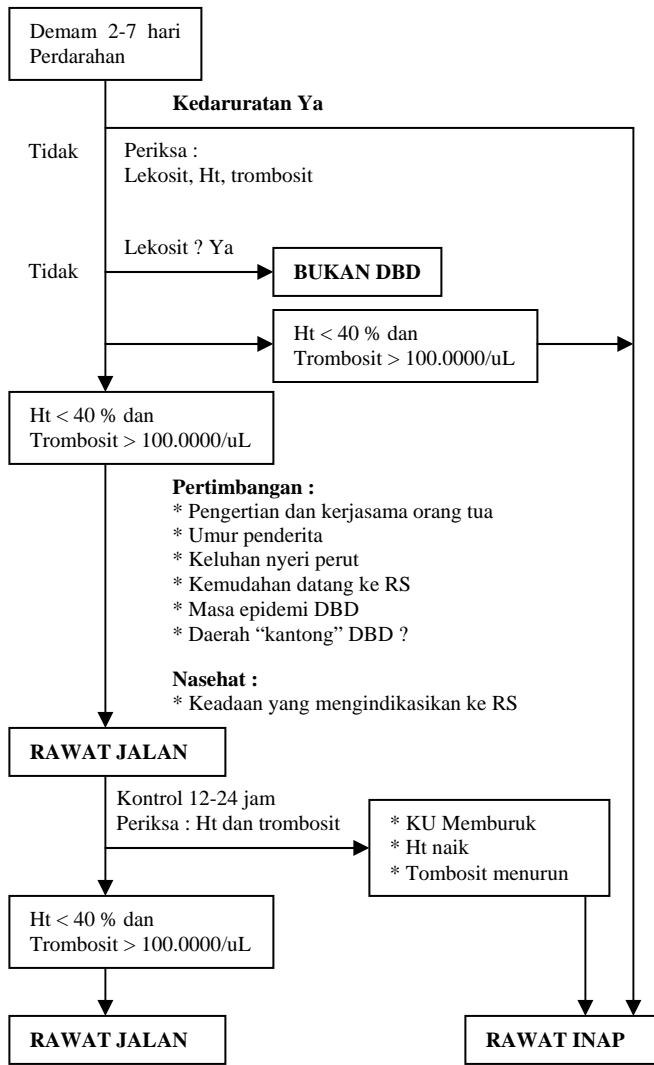 Demam 2-7 hari
Perdarahan
Kedaruratan Ya
Tidak
Periksa :
Lekosit, Ht, trombosit
Lekosit ? Ya
Tidak
BUKAN DBD
Ht < 40 % dan
Trombosit > 100.0000/uL
Ht < 40 % dan
Trombosit > 100.0000/uL
Pertimbangan :
* Pengertian dan kerjasama orang tua
* Umur penderita
* Keluhan nyeri perut
* Kemudahan datang ke RS
* Masa epidemi DBD
* Daerah “kantong” DBD ?
Nasehat :
* Keadaan yang mengindikasikan ke RS
RAWAT JALAN
Kontrol 12-24 jam
Periksa : Ht dan trombosit
* KU Memburuk
* Ht naik
* Tombosit menurun
Ht < 40 % dan
Trombosit > 100.0000/uL
RAWAT JALAN
RAWAT INAP